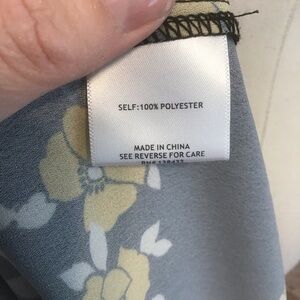 SELF:100% POLYESTER
MADE IN CHINA
SEE REVERSE FOR CARE